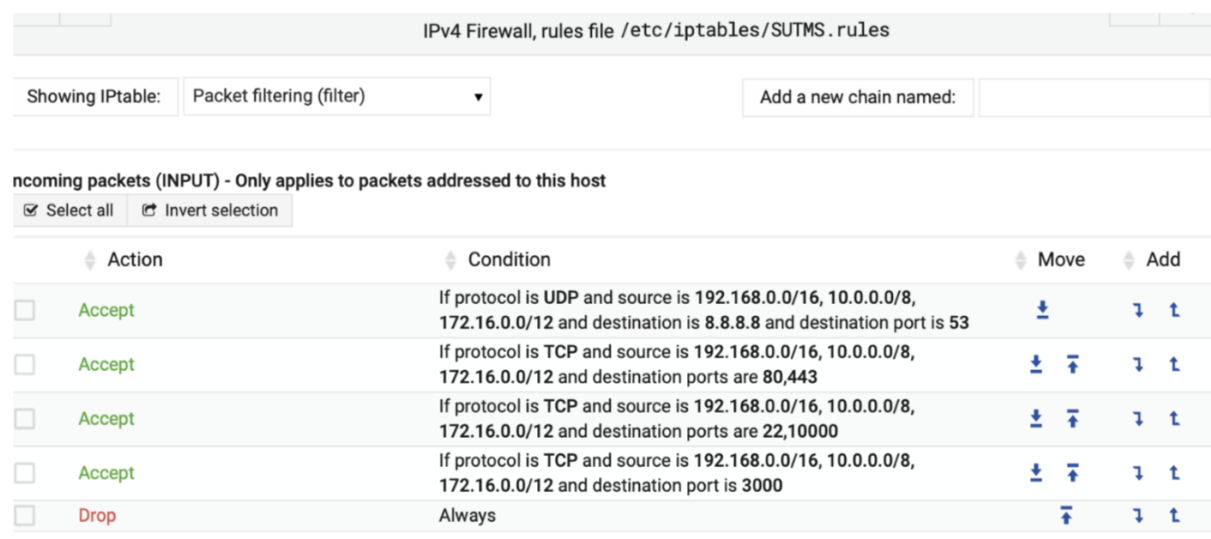 IPv4 Firewall, rules file /etc/iptables/SUTMS.rules
Showing IPtable: Packet filtering (filter) Add a new chain named:
ncoming packets (INPUT) - Only applies to packets addressed to this host
Select all Invert selection
Action Condition Move Add
Accept If protocol is UDP and source is 192.168.0.0/16, 10.0.0.0/8,
172.16.0.0/12 and destination is 8.8.8.8 and destination port is 53
Accept If protocol is TCP and source is 192.168.0.0/16, 10.0.0.0/8,
172.16.0.0/12 and destination ports are 80,443
Accept If protocol is TCP and source is 192.168.0.0/16, 10.0.0.0/8,
172.16.0.0/12 and destination ports are 22,10000
Accept If protocol is TCP and source is 192.168.0.0/16, 10.0.0.0/8,
172.16.0.0/12 and destination port is 3000
Drop Always